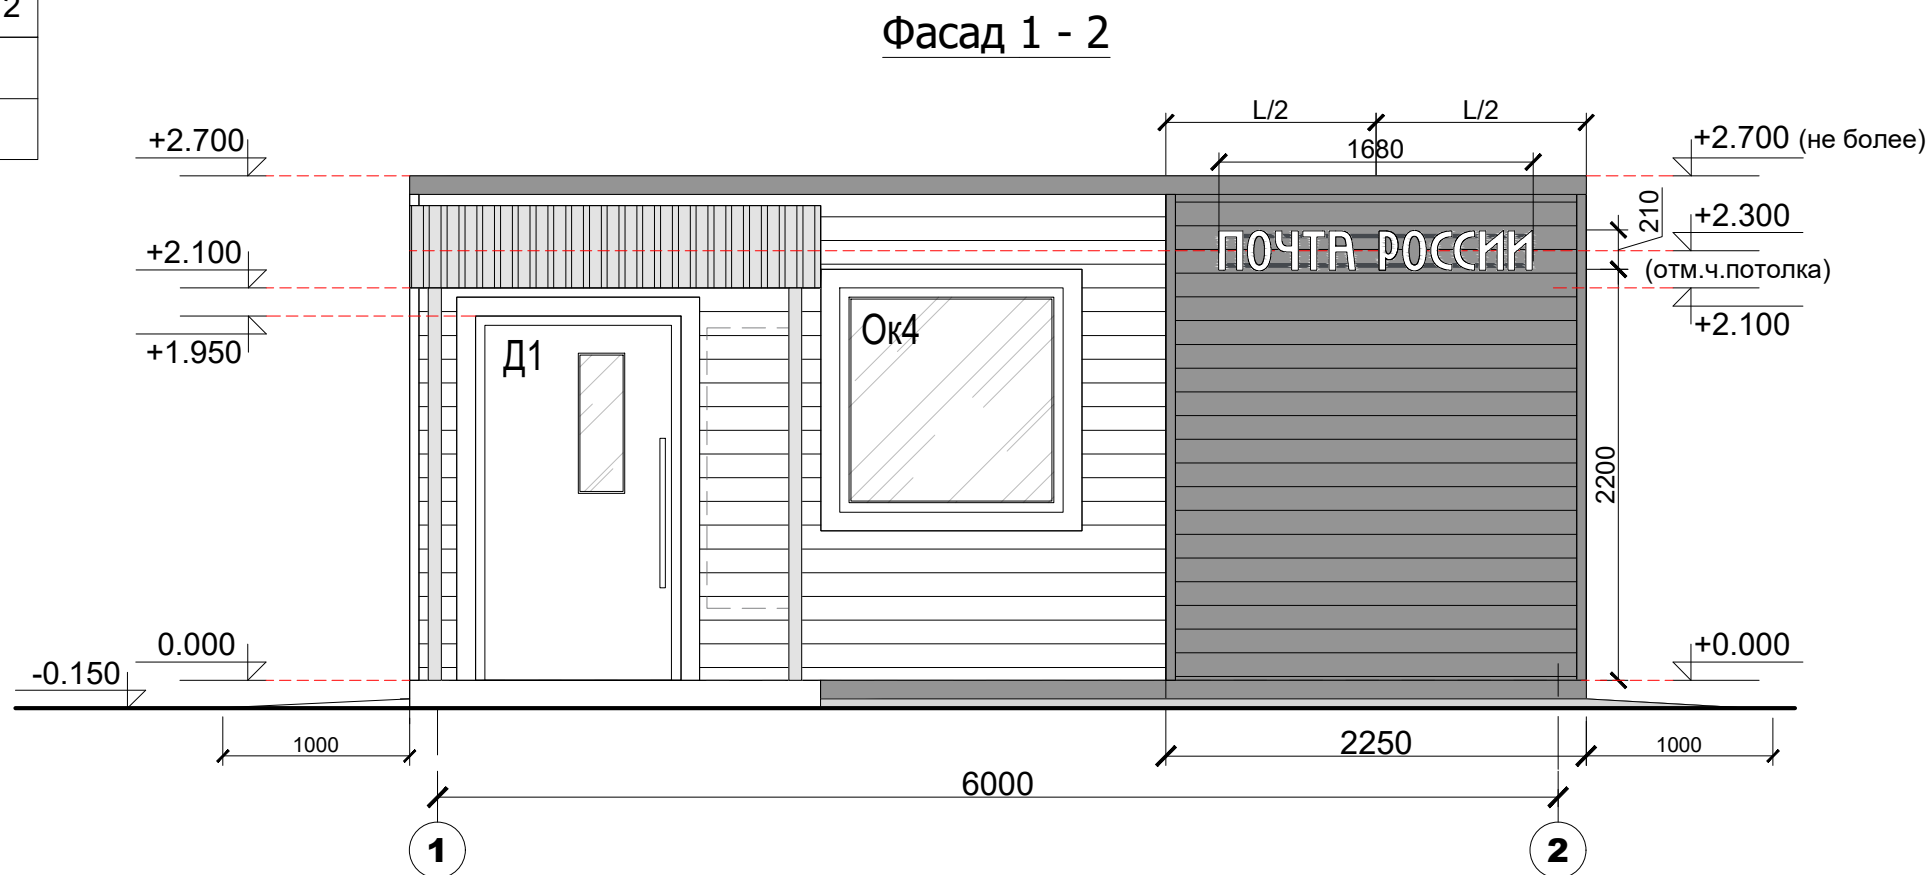 2
Фасад 1 - 2
L/2 L/2
1680
+2.700
+2.700 (не более)
210
+2.300
+2.100
(отм.ч.потолка)
+2.100
+1.950
ПОЧТА РОССИИ
Д1
Ок4
2200
0.000
+0.000
-0.150
1000
2250
1000
6000
1
2